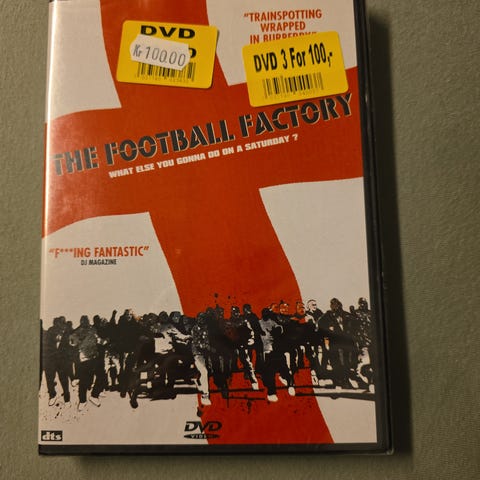 DVD
Kr 100.00
"TRAINSPOTTING
WRAPPED
IN BURBERRY"
DVD 3 For 100,-
THE FOOTBALL FACTORY
WHAT ELSE YOU GONNA DO ON A SATURDAY ?
"F***ING FANTASTIC"
DJ MAGAZINE
dts
DVD
VIDEO